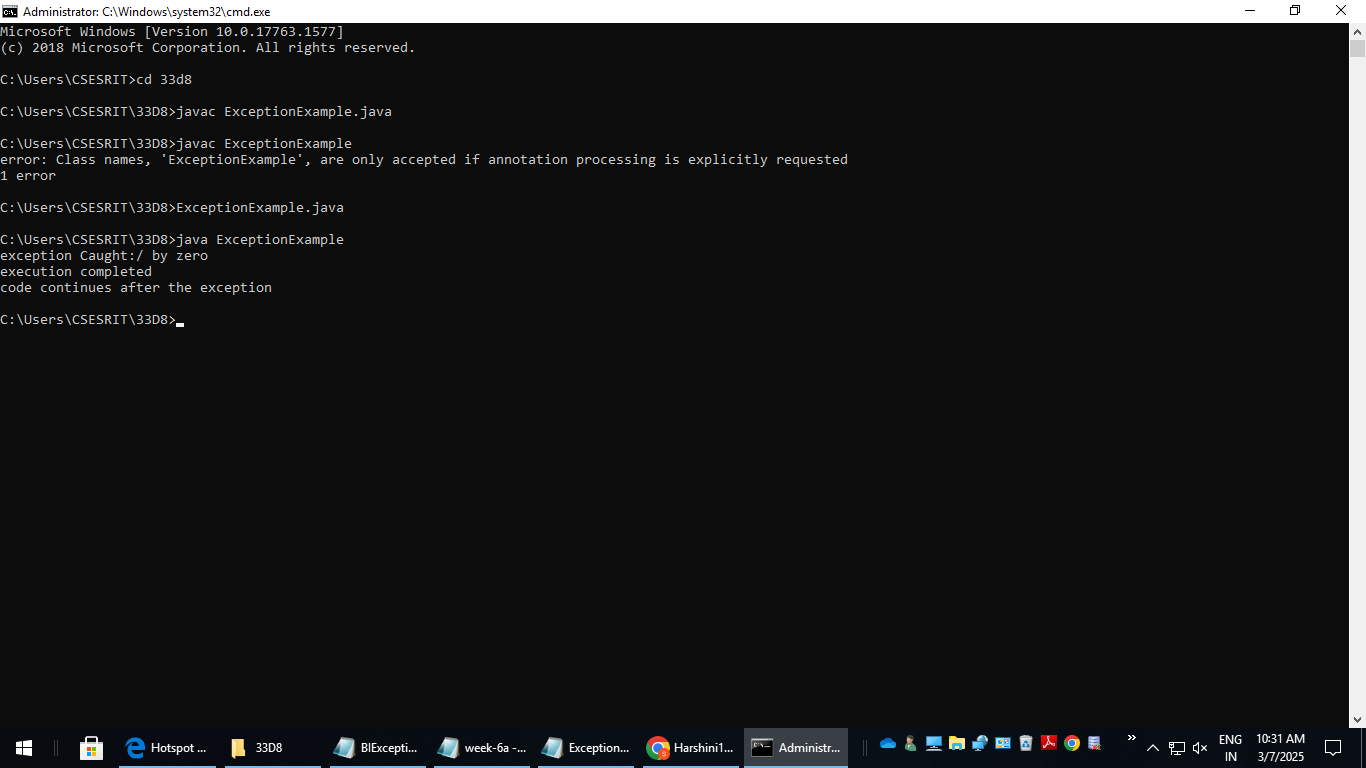 Administrator: C:\Windows\system32\cmd.exe
Microsoft Windows [Version 10.0.17763.1577]
(c) 2018 Microsoft Corporation. All rights reserved.
C:\Users\CSESRIT>cd 33d8
C:\Users\CSESRIT\33D8>javac ExceptionExample.java
C:\Users\CSESRIT\33D8>javac ExceptionExample
error: Class names, 'ExceptionExample', are only accepted if annotation processing is explicitly requested
1 error
C:\Users\CSESRIT\33D8>ExceptionExample.java
C:\Users\CSESRIT\33D8>java ExceptionExample
exception Caught:/ by zero
execution completed
code continues after the exception
C:\Users\CSESRIT\33D8>
Hotspot ... 33D8 BIExcepti... week-6a -... Exception... Harshini1... Administr... ENG 10:31 AM
IN 3/7/2025